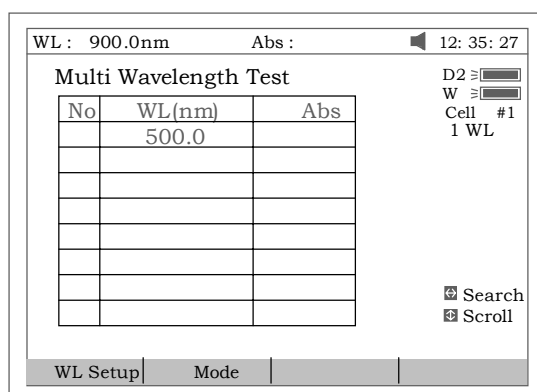 WL : 900.0nm Abs : 12: 35: 27
Multi Wavelength Test
D2
W
Cell #1
1 WL
No WL(nm) Abs
500.0
Search
Scroll
WL Setup Mode